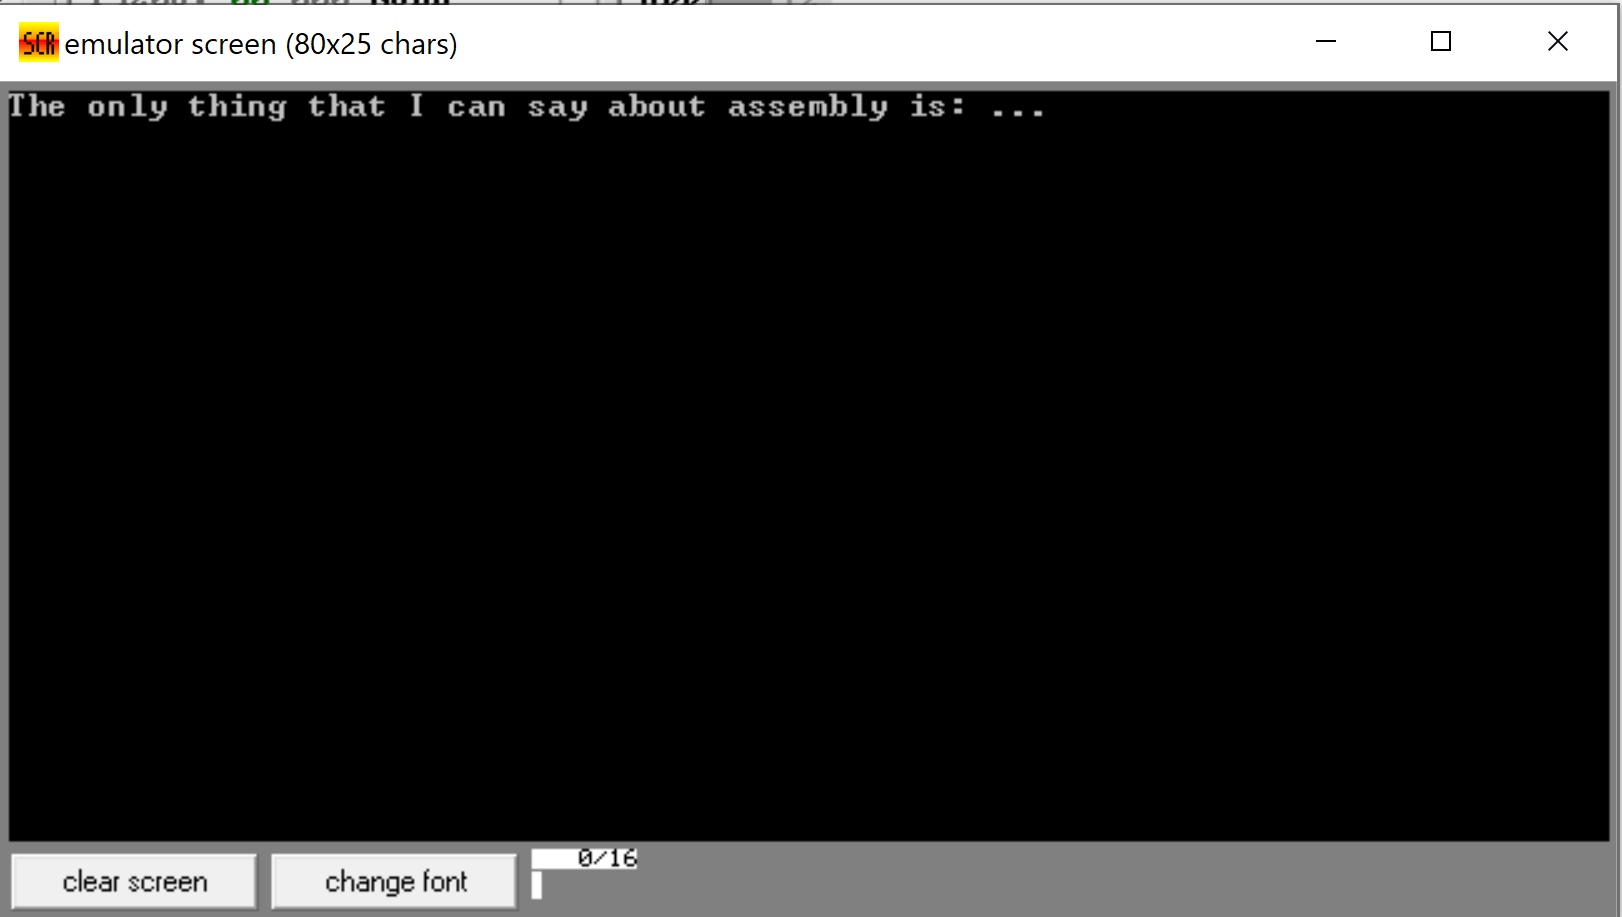 SCR emulator screen (80x25 chars)
The only thing that I can say about assembly is: ...
clear screen change font 0/16